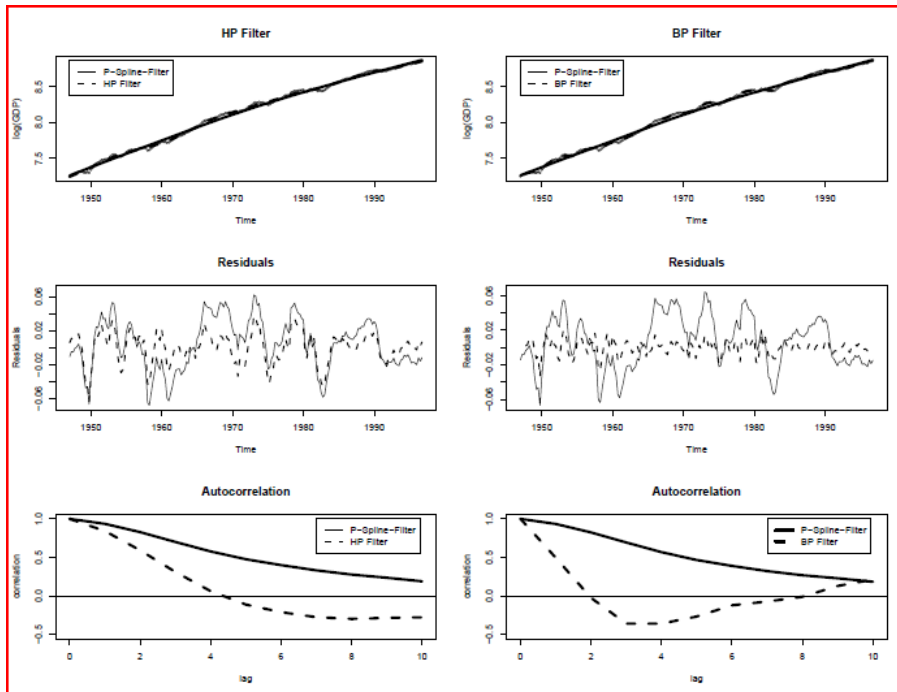 HP Filter
P-Spline-Filter
HP Filter
log(GDP)
8.5
8.0
7.5
1950 1960 1970 1980 1990
Time
BP Filter
P-Spline-Filter
BP Filter
log(GDP)
8.5
8.0
7.5
1950 1960 1970 1980 1990
Time
Residuals
Residuals
0.06
0.02
-0.02
-0.06
1950 1960 1970 1980 1990
Time
Residuals
Residuals
0.06
0.02
-0.02
-0.06
1950 1960 1970 1980 1990
Time
Autocorrelation
P-Spline-Filter
HP Filter
correlation
1.0
0.5
0.0
-0.5
0 2 4 6 8 10
lag
Autocorrelation
P-Spline-Filter
BP Filter
correlation
1.0
0.5
0.0
-0.5
0 2 4 6 8 10
lag